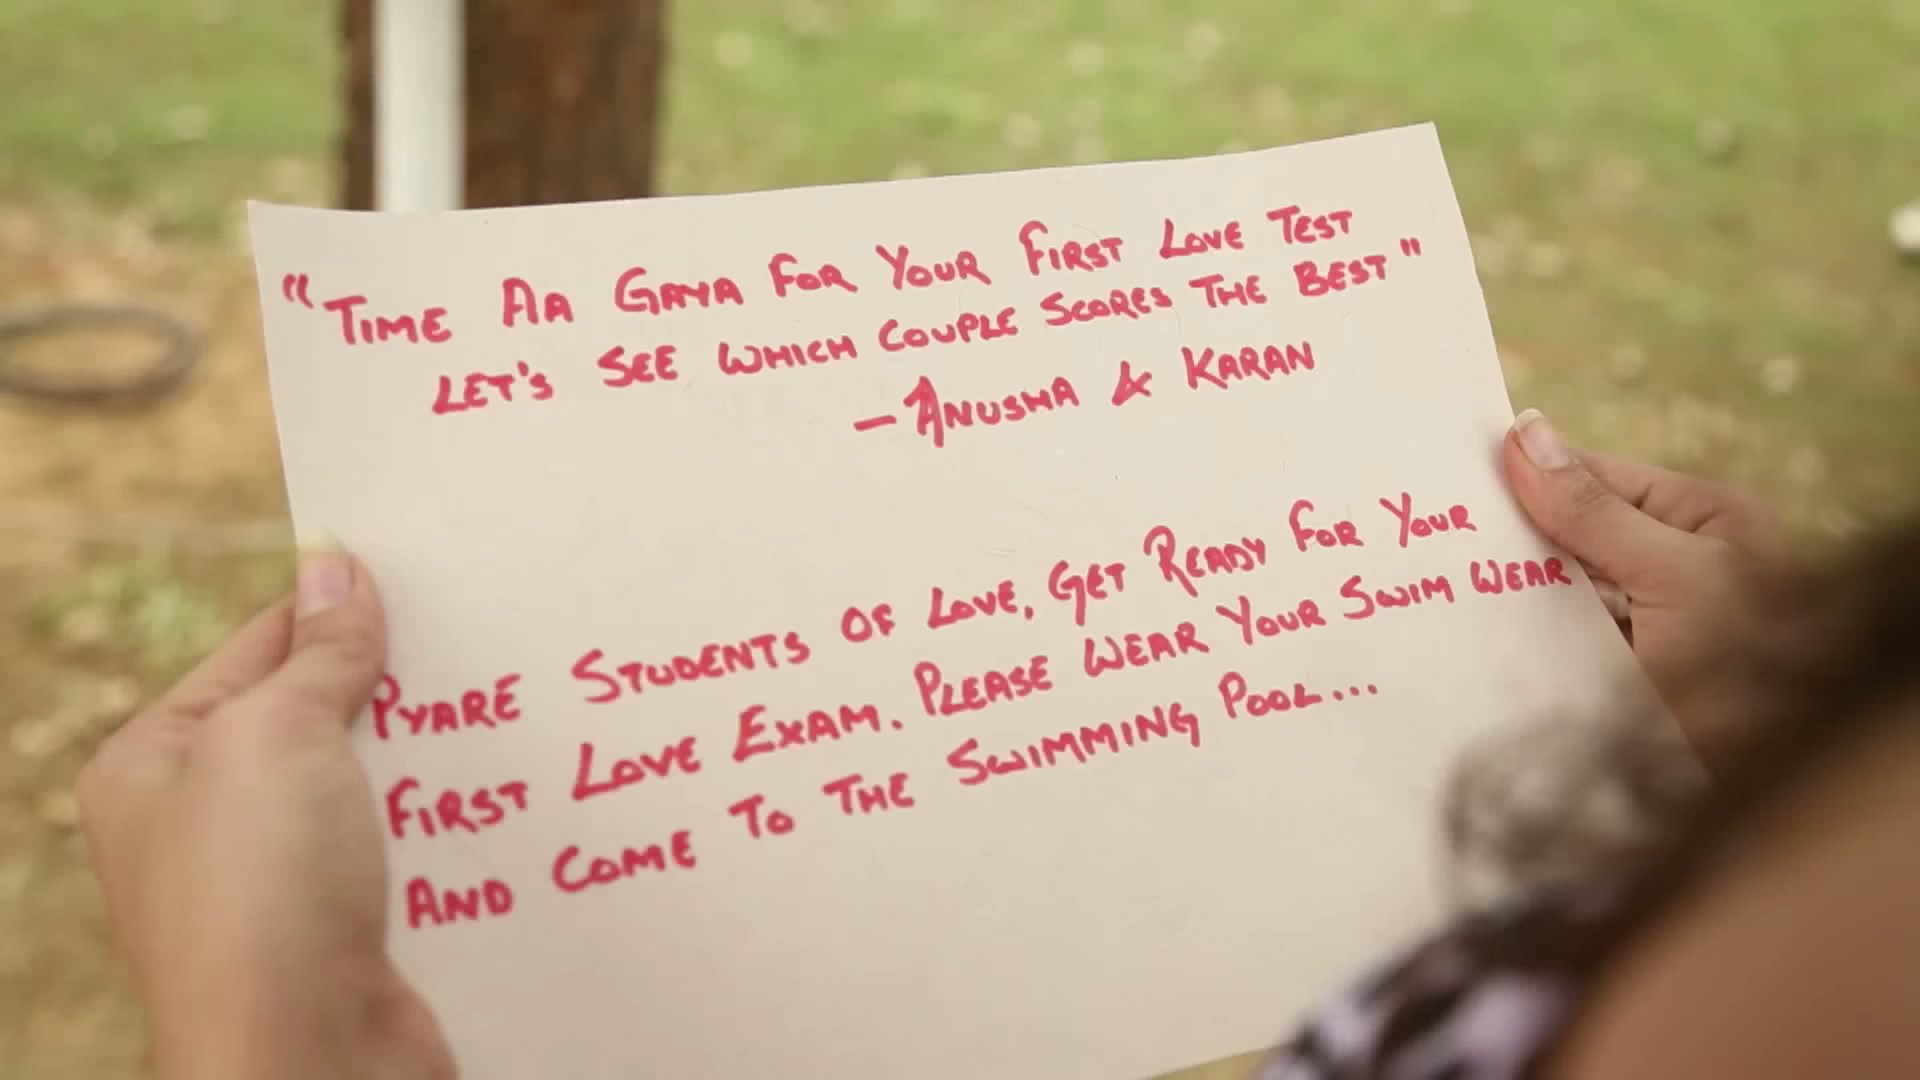 "Time Aa Gaya For Your First Love Test
Let's See Which Couple Scores The Best"
- Anusha & Karan
Pyare Students Of Love, Get Ready For Your
First Love Exam. Please Wear Your Swim Wear
And Come To The Swimming Pool...